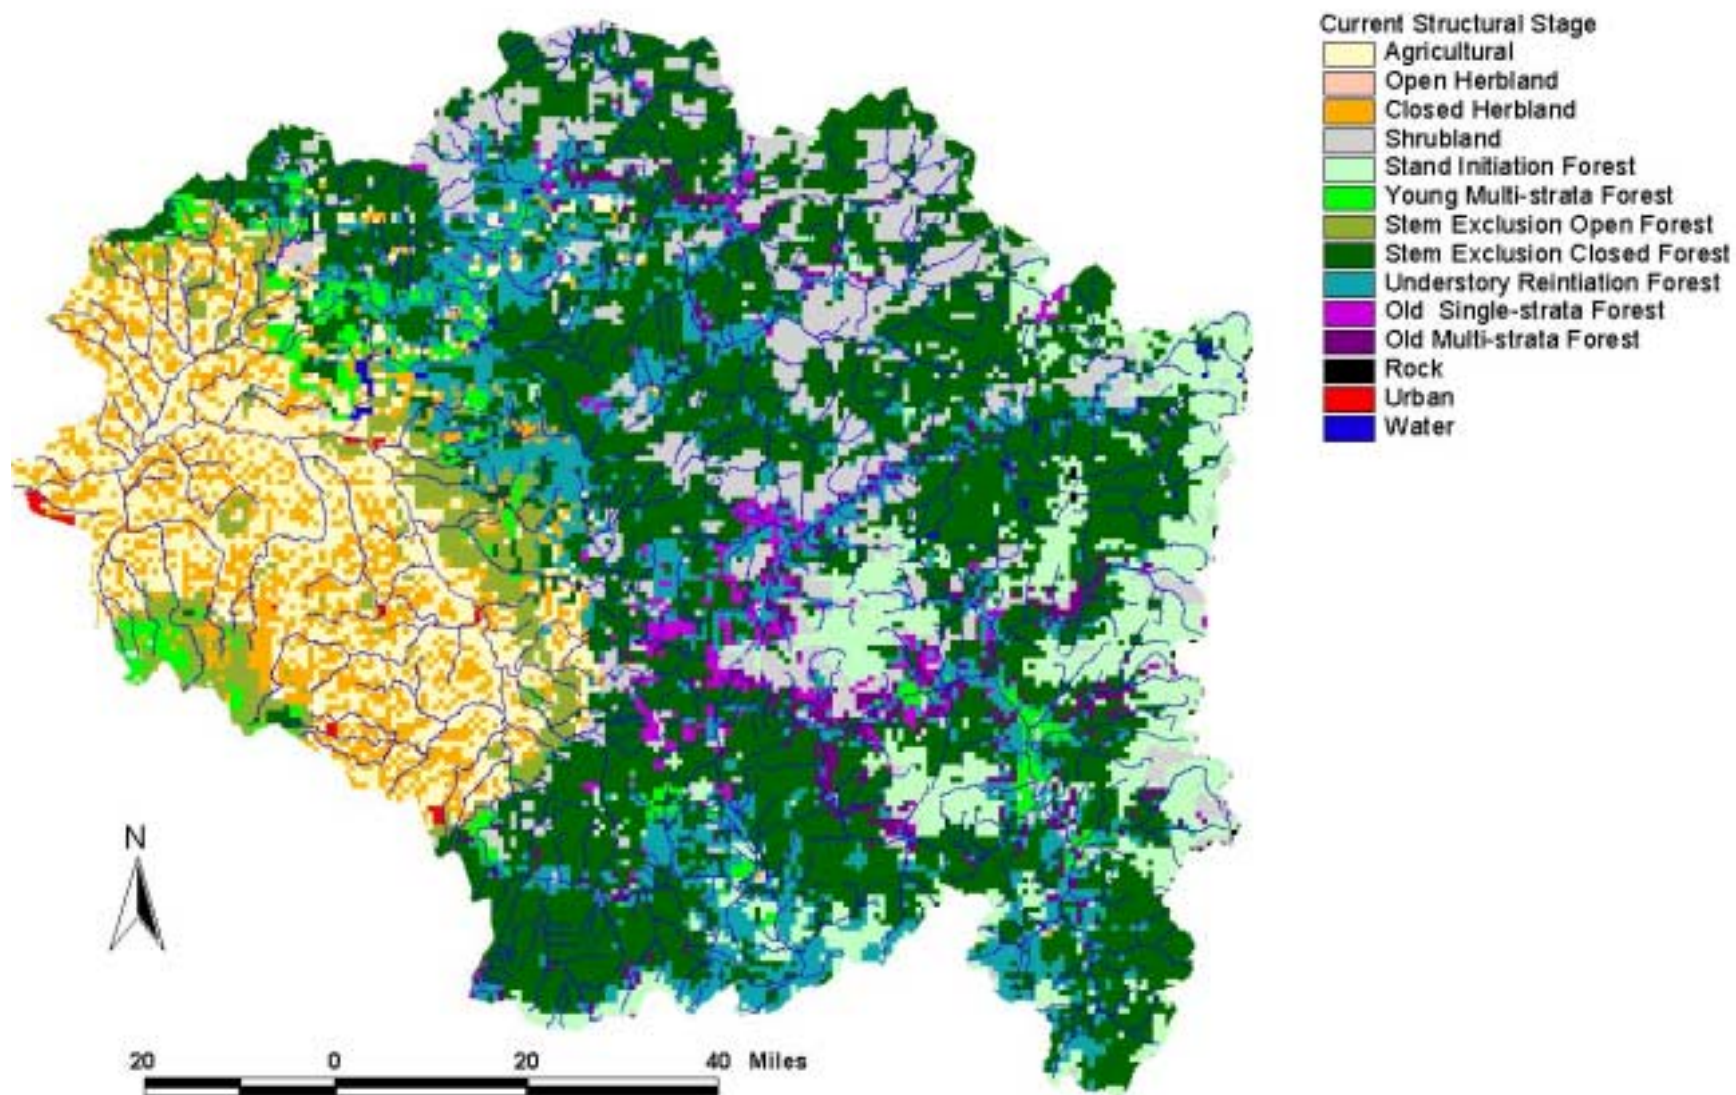 Current Structural Stage
Agricultural
Open Herbland
Closed Herbland
Shrubland
Stand Initiation Forest
Young Multi-strata Forest
Stem Exclusion Open Forest
Stem Exclusion Closed Forest
Understory Reintiation Forest
Old Single-strata Forest
Old Multi-strata Forest
Rock
Urban
Water
N
20 0 20 40 Miles